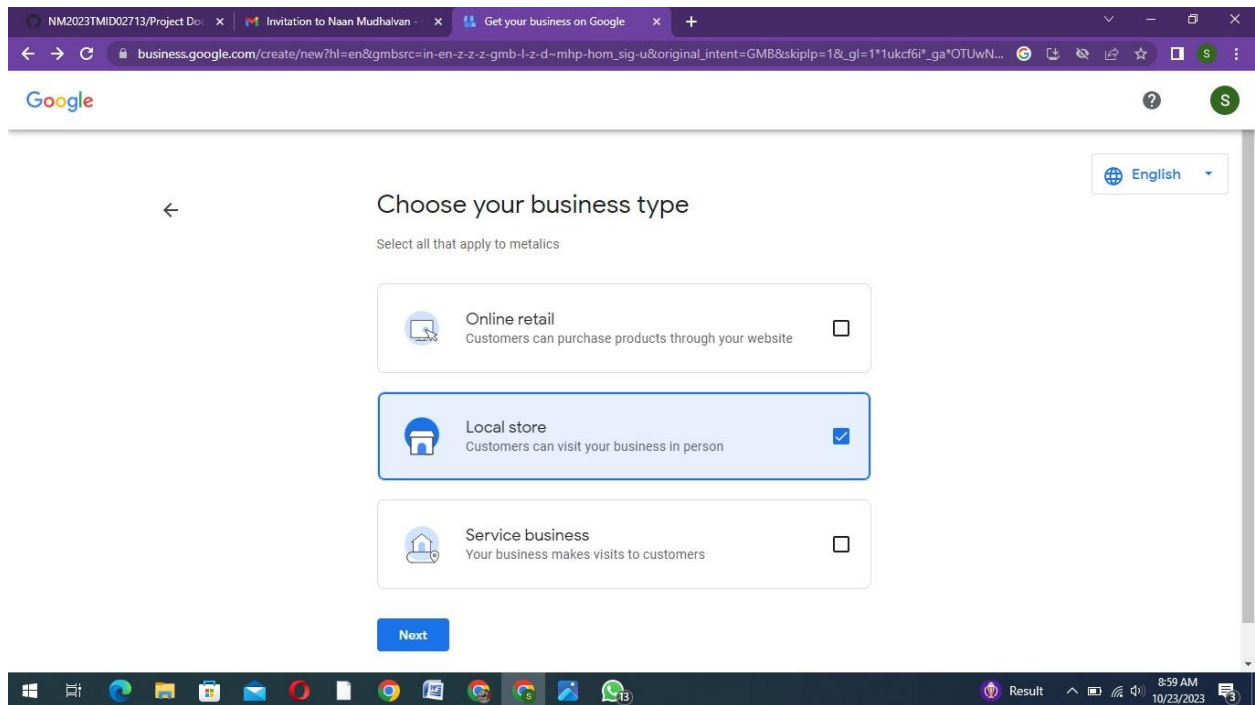 NM2023TMID02713/Project Doc
Invitation to Naan Mudhalvan -
Get your business on Google
business.google.com/create/new?hl=en&gmbsrc=in-en-z-z-z-gmb-l-z-d~mhp-hom_sig-u&original_intent=GMB&skiplp=1&_gl=1*1ukcf6i*_ga*OTUwN...
S
Google
S
English
Choose your business type
Select all that apply to metalics
Online retail
Customers can purchase products through your website
Local store
Customers can visit your business in person
Service business
Your business makes visits to customers
Next
13
Result
8:59 AM
10/23/2023
3